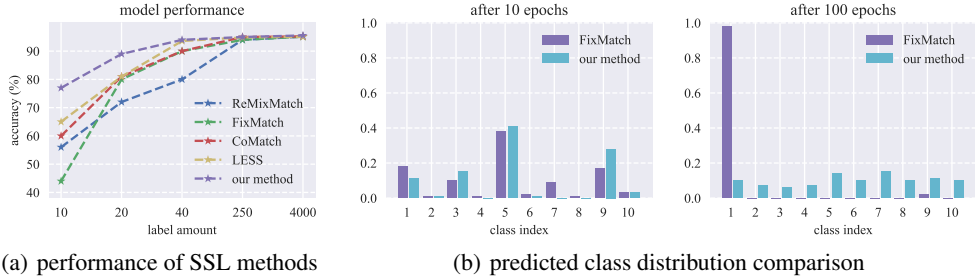 model performance
accuracy (%)
90
80
70
60
50
40
ReMixMatch
FixMatch
CoMatch
LESS
our method
10 20 40 250 4000
label amount
(a) performance of SSL methods
after 10 epochs
1.0
0.8
0.6
0.4
0.2
0.0
FixMatch
our method
1 2 3 4 5 6 7 8 9 10
class index
after 100 epochs
1.0
0.8
0.6
0.4
0.2
0.0
FixMatch
our method
1 2 3 4 5 6 7 8 9 10
class index
(b) predicted class distribution comparison